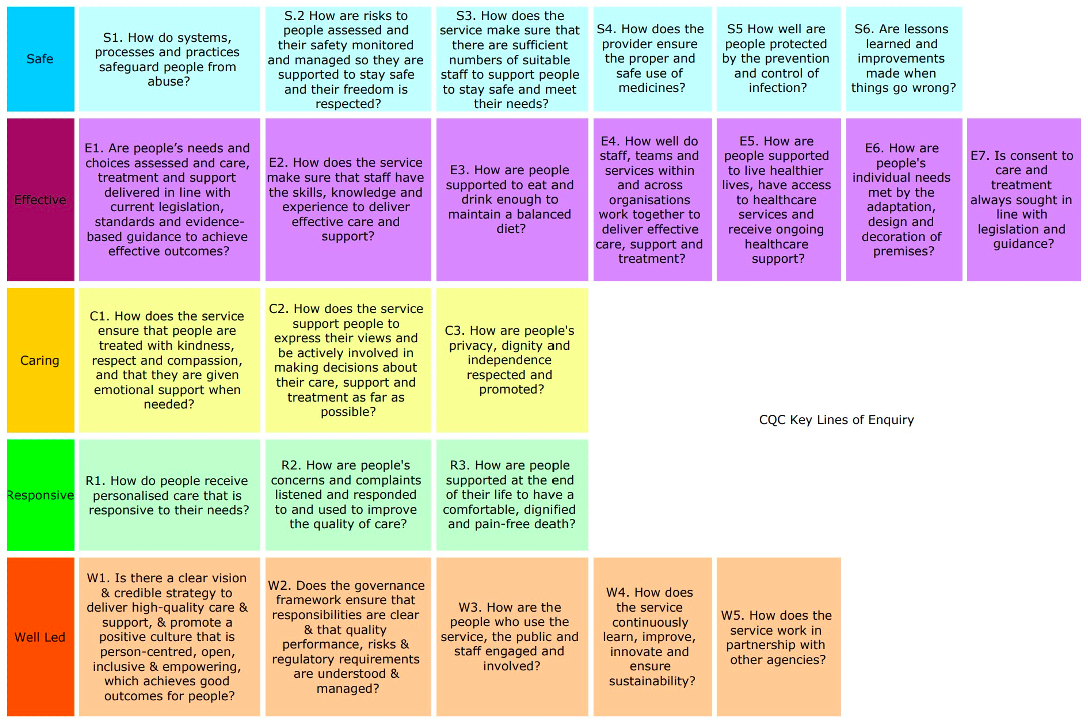 Safe
S1. How do systems,
processes and practices
safeguard people from
abuse?
S.2 How are risks to
people assessed and
their safety monitored
and managed so they are
supported to stay safe
and their freedom is
respected?
S3. How does the
service make sure that
there are sufficient
numbers of suitable
staff to support people
to stay safe and meet
their needs?
S4. How does the
provider ensure
the proper and
safe use of
medicines?
S5 How well are
people protected
by the prevention
and control of
infection?
S6. Are lessons
learned and
improvements
made when
things go wrong?
Effective
E1. Are people's needs and
choices assessed and care,
treatment and support
delivered in line with
current legislation,
standards and evidence-
based guidance to achieve
effective outcomes?
E2. How does the service
make sure that staff have
the skills, knowledge and
experience to deliver
effective care and
support?
E3. How are people
supported to eat and
drink enough to
maintain a balanced
diet?
E4. How well do
staff, teams and
services within
and across
organisations
work together to
deliver effective
care, support and
treatment?
E5. How are
people supported
to live healthier
lives, have access
to healthcare
services and
receive ongoing
healthcare
support?
E6. How are
people's
individual needs
met by the
adaptation,
design and
decoration of
premises?
E7. Is consent to
care and
treatment
always sought in
line with
legislation and
guidance?
Caring
C1. How does the service
ensure that people are
treated with kindness,
respect and compassion,
and that they are given
emotional support when
needed?
C2. How does the service
support people to
express their views and
be actively involved in
making decisions about
their care, support and
treatment as far as
possible?
C3. How are people's
privacy, dignity and
independence
respected and
promoted?
CQC Key Lines of Enquiry
Responsive
R1. How do people receive
personalised care that is
responsive to their needs?
R2. How are people's
concerns and complaints
listened and responded
to and used to improve
the quality of care?
R3. How are people
supported at the end
of their life to have a
comfortable, dignified
and pain-free death?
Well Led
W1. Is there a clear vision
& credible strategy to
deliver high-quality care &
support, & promote a
positive culture that is
person-centred, open,
inclusive & empowering,
which achieves good
outcomes for people?
W2. Does the governance
framework ensure that
responsibilities are clear
& that quality
performance, risks &
regulatory requirements
are understood &
managed?
W3. How are the
people who use the
service, the public and
staff engaged and
involved?
W4. How does
the service
continuously
learn, improve,
innovate and
ensure
sustainability?
W5. How does the
service work in
partnership with
other agencies?